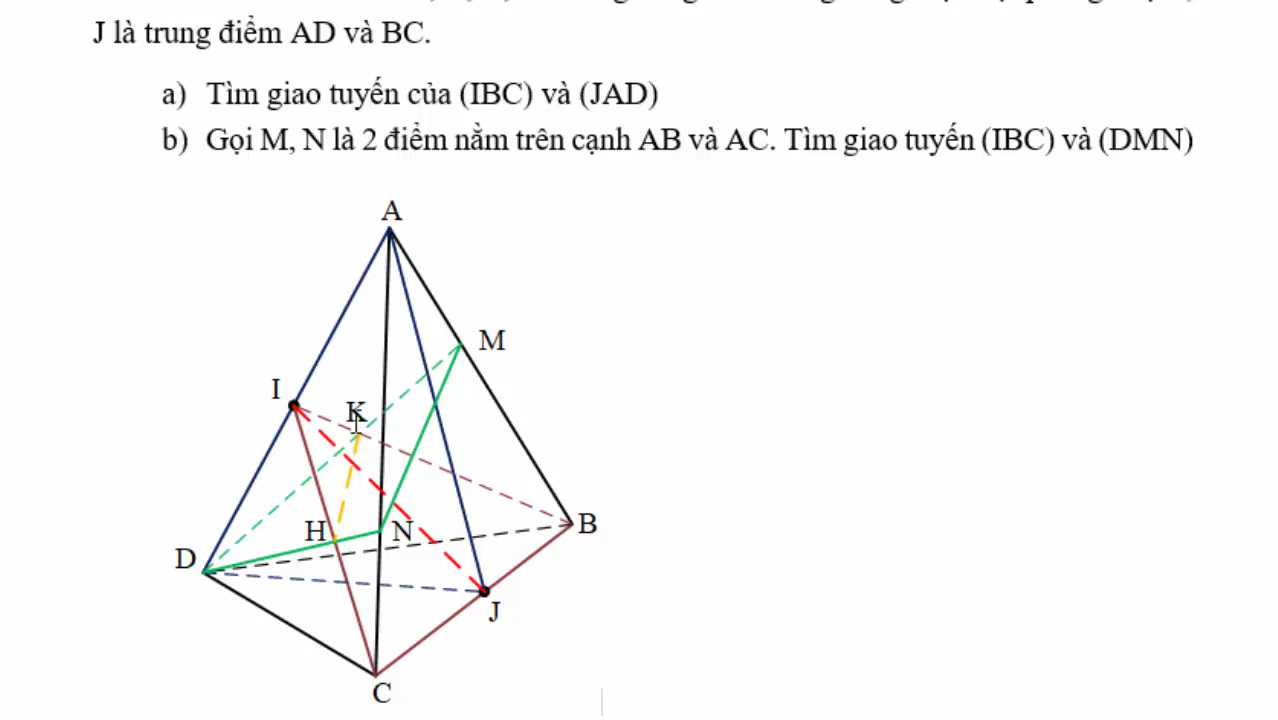 J là trung điểm AD và BC.
a) Tìm giao tuyến của (IBC) và (JAD)
b) Gọi M, N là 2 điểm nằm trên cạnh AB và AC. Tìm giao tuyến (IBC) và (DMN)
A
M
I
K
H
N
B
D
J
C